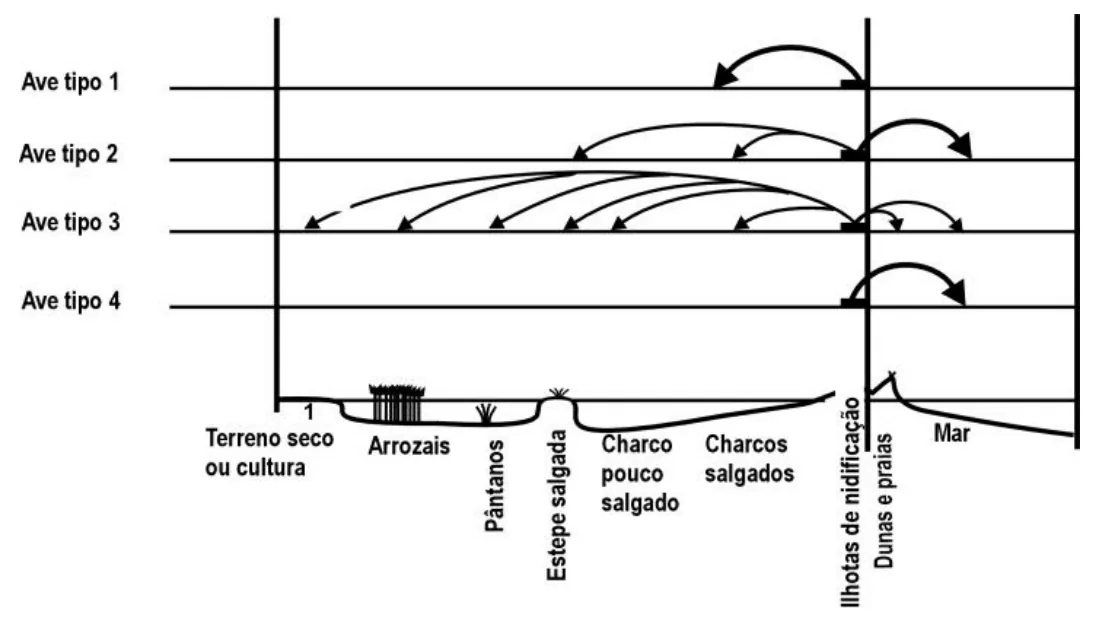 Ave tipo 1
Ave tipo 2
Ave tipo 3
Ave tipo 4
1
Terreno seco
ou cultura
Arrozais
Pântanos
Estepe salgada
Charco
pouco
salgado
Charcos
salgados
Ilhotas de nidificação
Dunas e praias
Mar